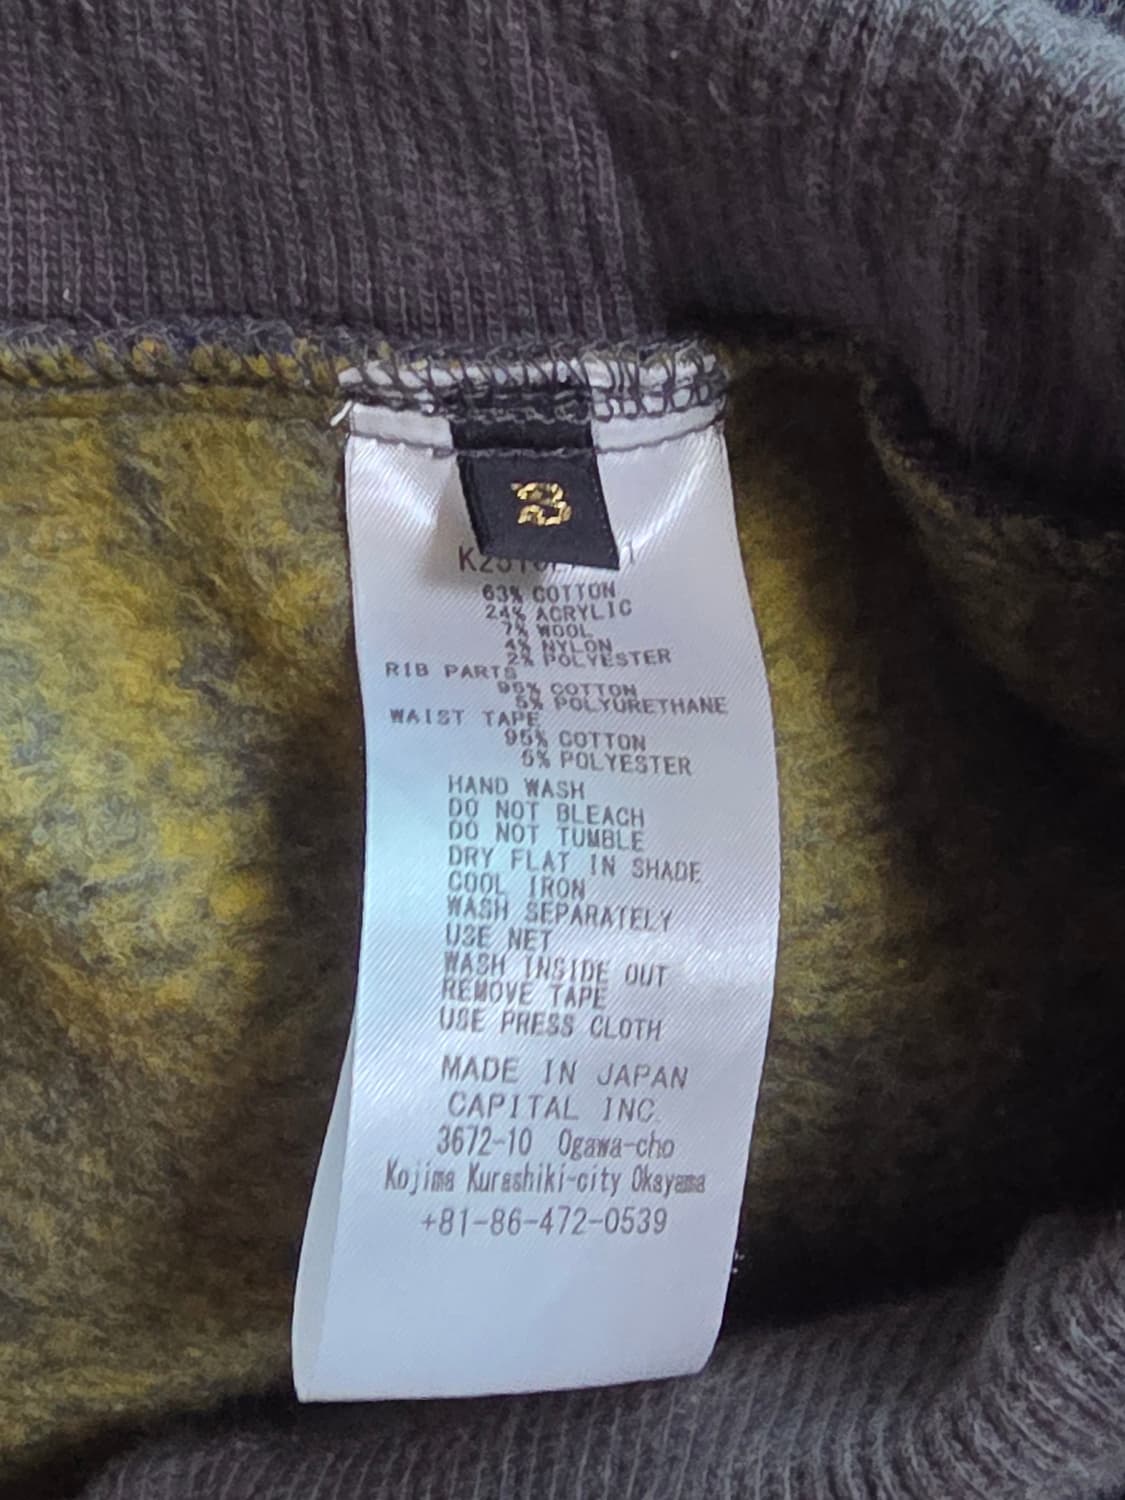 3
63% COTTON
24% ACRYLIC
7% WOOL
4% NYLON
2% POLYESTER
RIB PARTS
95% COTTON
5% POLYURETHANE
WAIST TAPE
95% COTTON
5% POLYESTER
HAND WASH
DO NOT BLEACH
DO NOT TUMBLE
DRY FLAT IN SHADE
COOL IRON
WASH SEPARATELY
USE NET
WASH INSIDE OUT
REMOVE TAPE
USE PRESS CLOTH
MADE IN JAPAN
CAPITAL INC.
3672-10 Ogawa-cho
Kojima Kurashiki-city Okayama
+81-86-472-0539